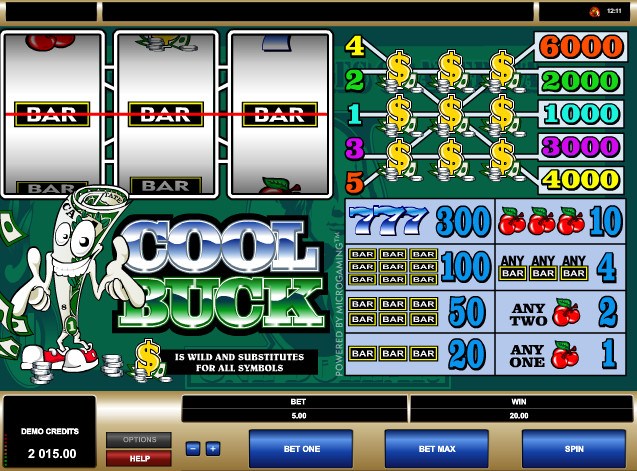 12:11
BAR BAR BAR
BAR BAR
4 6000
2 2000
1 1000
3 3000
5 4000
777 300
10
BAR BAR BAR
BAR BAR BAR
BAR BAR BAR
100
ANY ANY ANY
BAR BAR BAR
4
BAR BAR BAR
BAR BAR BAR
50
ANY TWO 2
BAR BAR BAR 20
ANY ONE 1
POWERED BY MICROGAMING™
COOL
BUCK
$ IS WILD AND SUBSTITUTES
FOR ALL SYMBOLS
ONE DOLLAR
DEMO CREDITS
2 015.00
OPTIONS
HELP
BET
5.00
WIN
20.00
BET ONE
BET MAX
SPIN